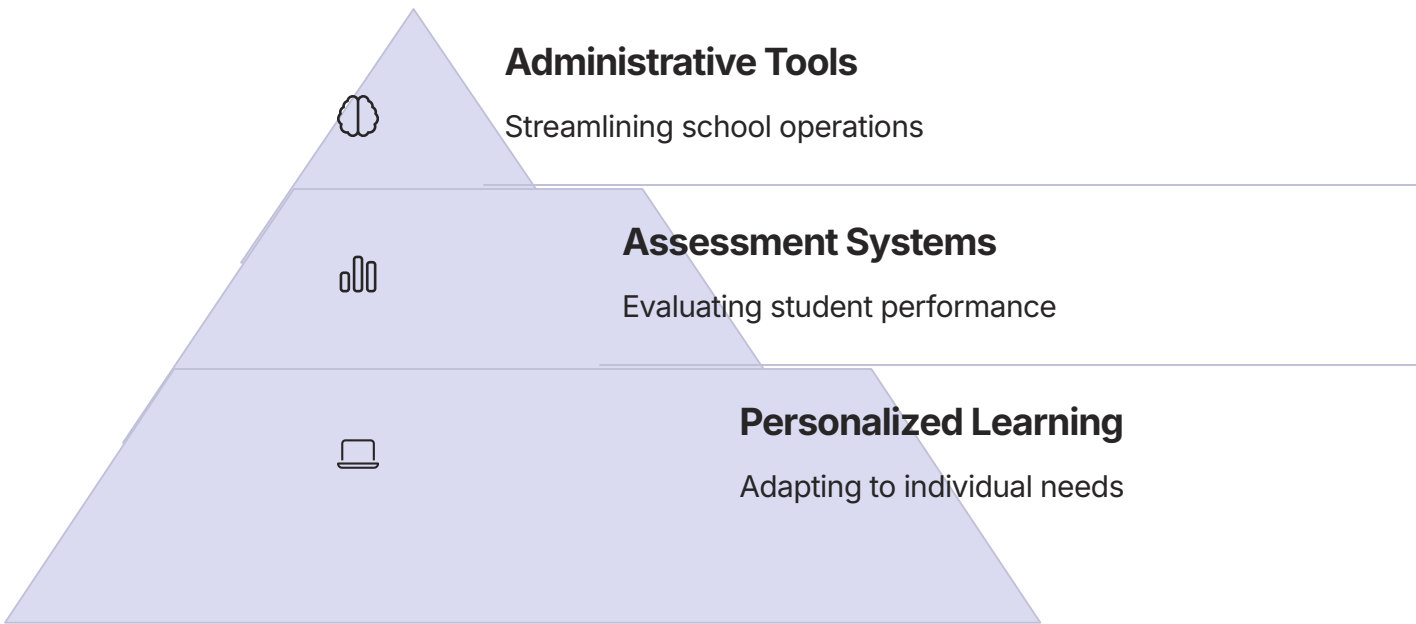 Administrative Tools
Streamlining school operations
Assessment Systems
Evaluating student performance
Personalized Learning
Adapting to individual needs